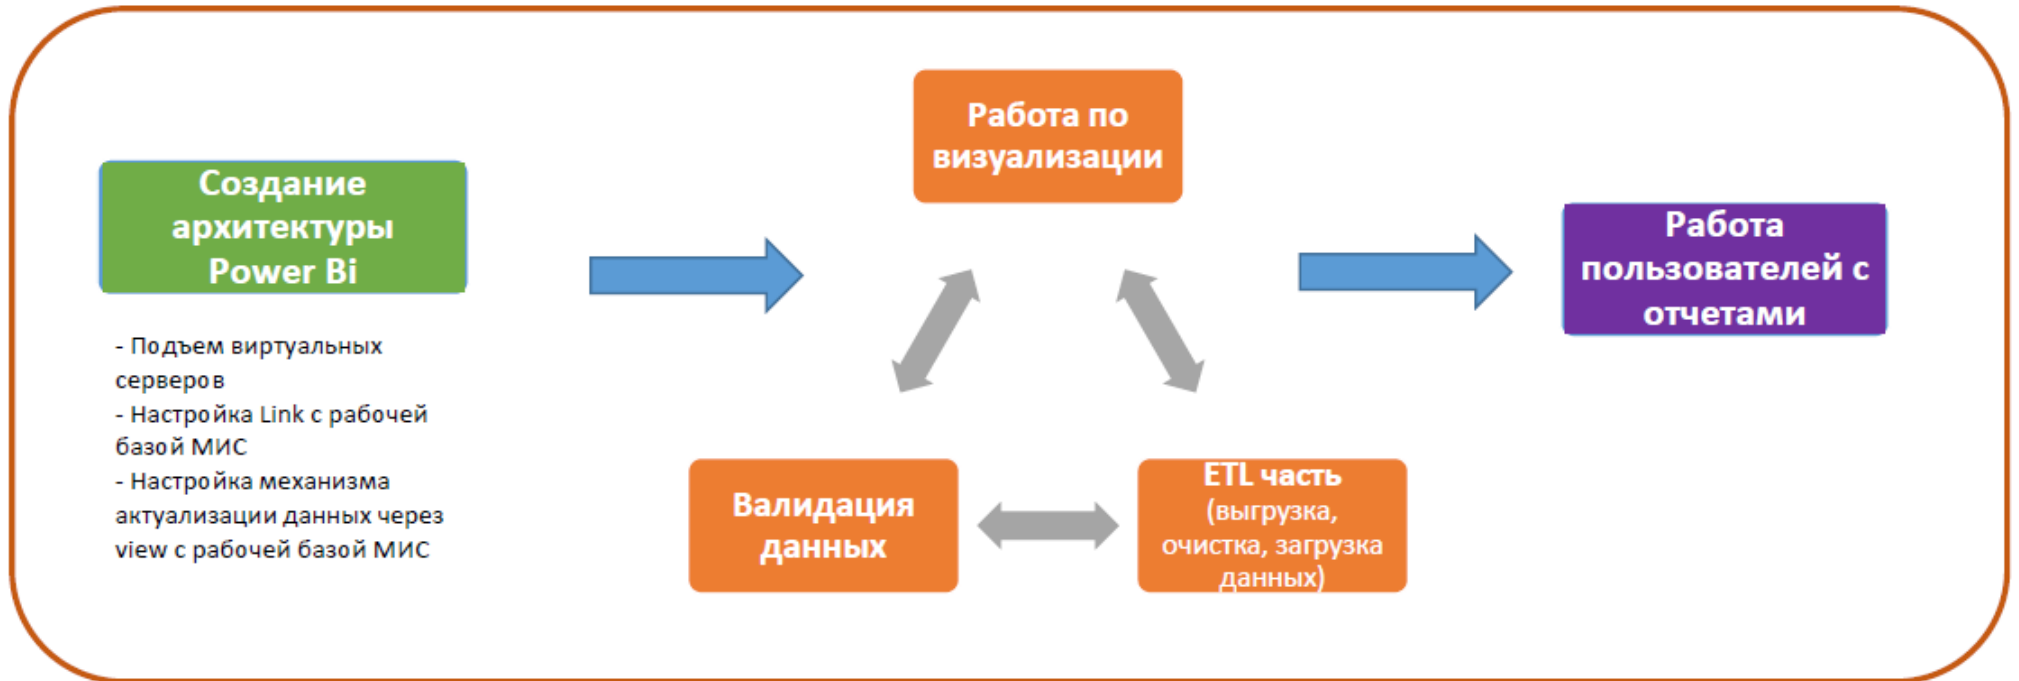 Создание
архитектуры
Power Bi
- Подъем виртуальных
серверов
- Настройка Link с рабочей
базой МИС
- Настройка механизма
актуализации данных через
view с рабочей базой МИС
Работа по
визуализации
Валидация
данных
ETL часть
(выгрузка,
очистка, загрузка
данных)
Работа
пользователей с
отчетами